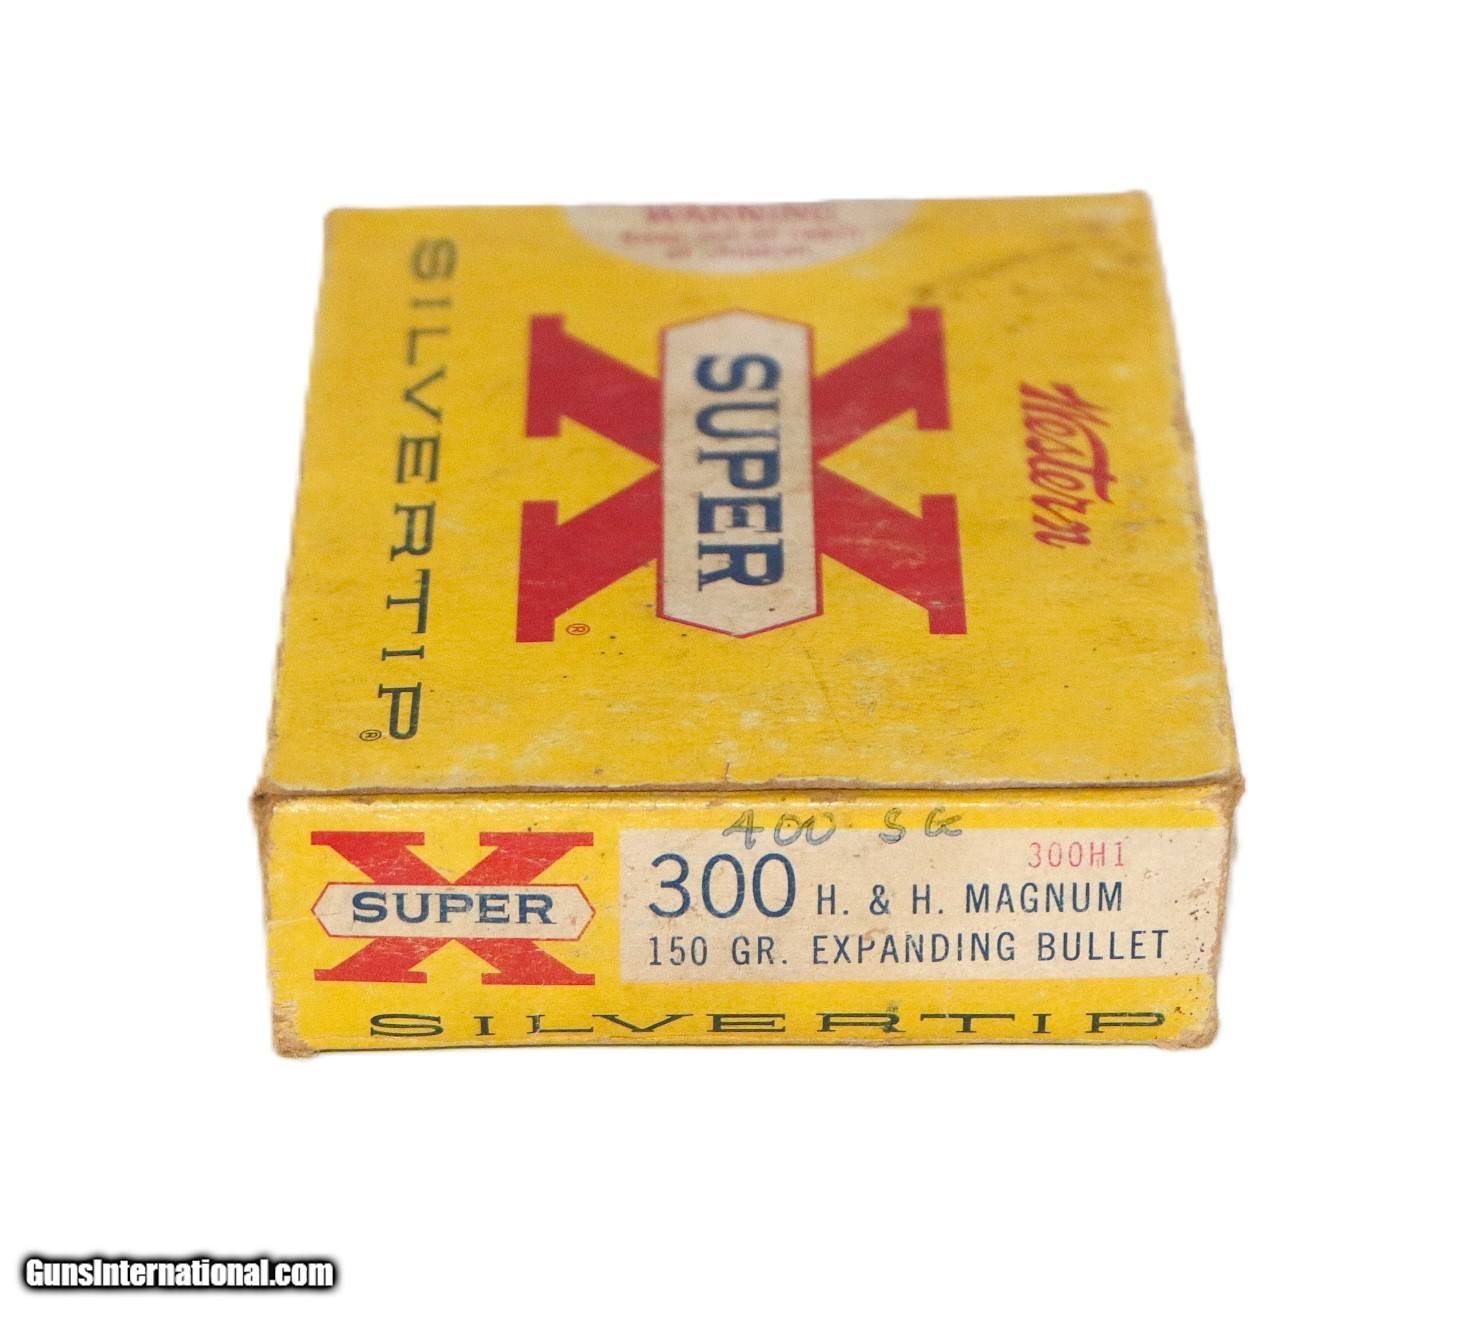 WARNING
SUPER X
®
Western
SILVERTIP®
400 SG
300H1
300 H. & H. MAGNUM
150 GR. EXPANDING BULLET
SUPER X
SILVERTIP
GunsInternational.com